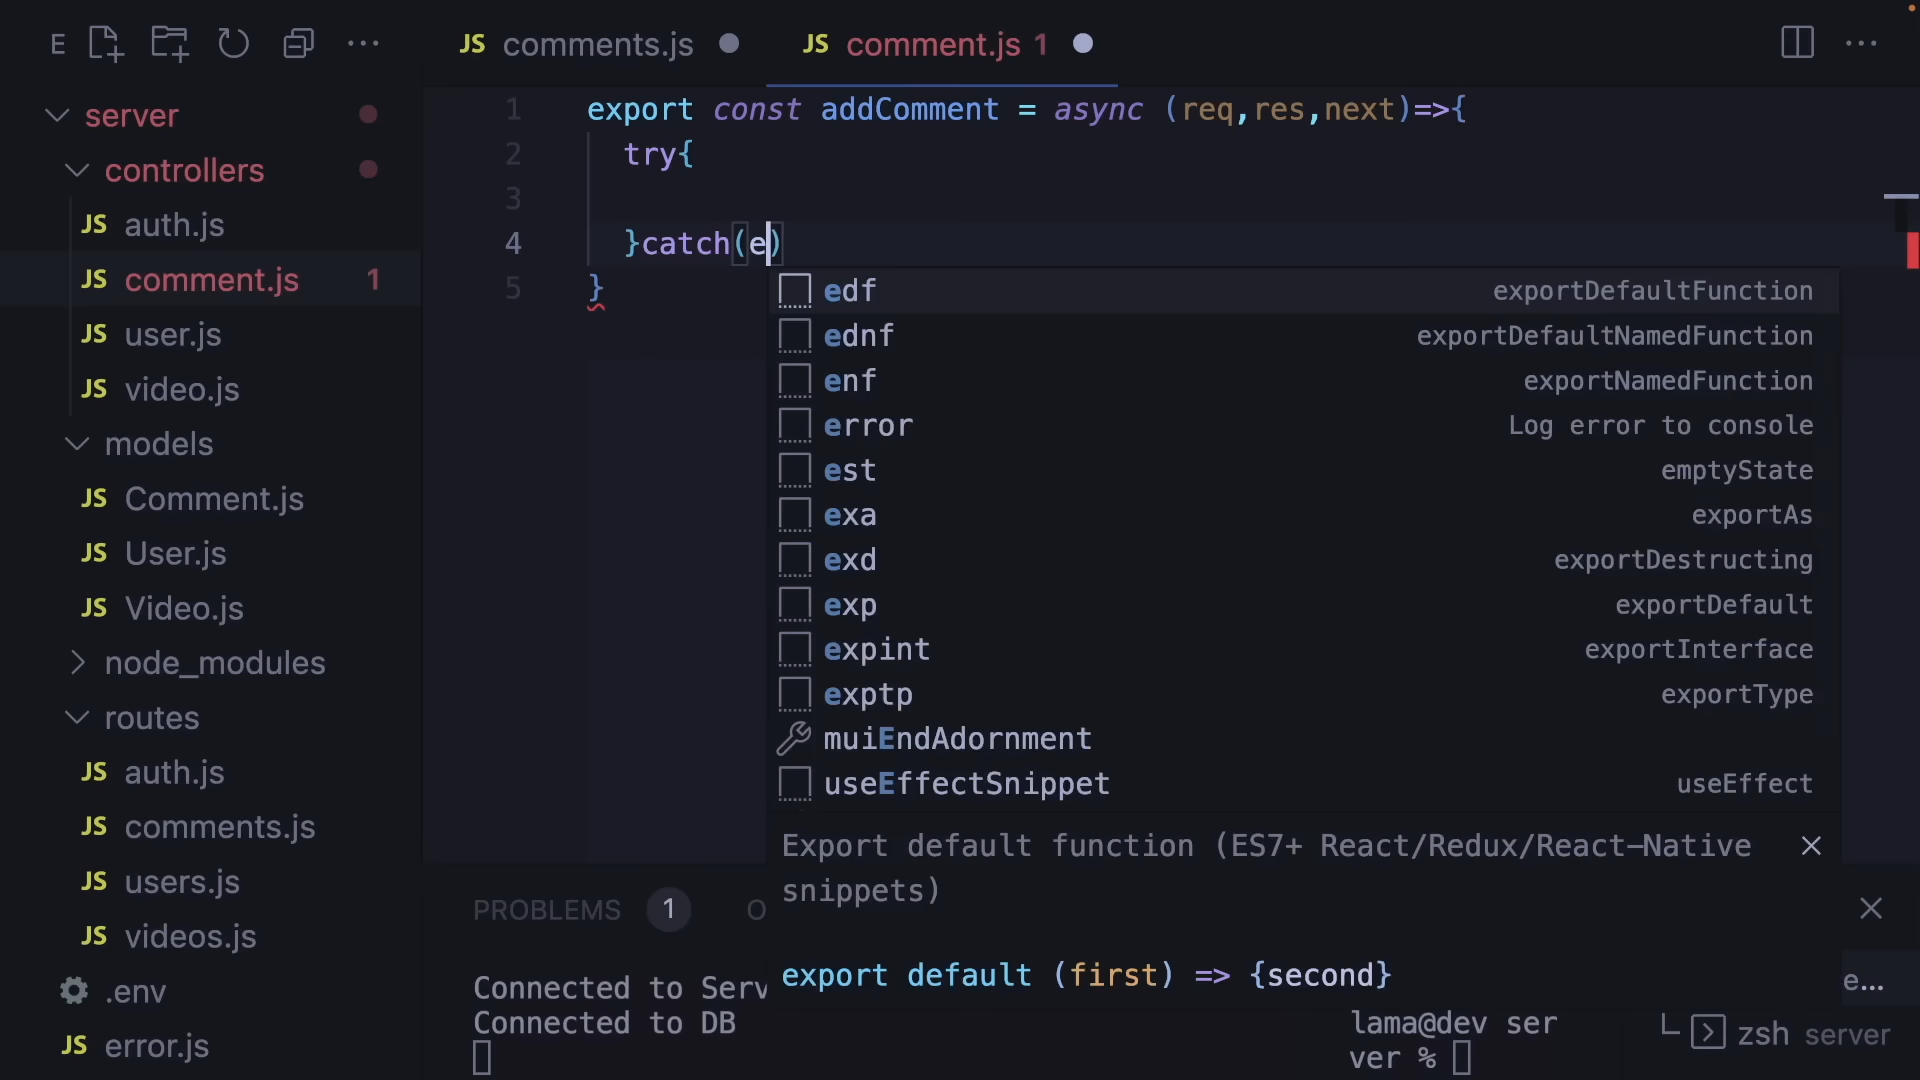 E
JS comments.js
JS comment.js 1
server
controllers
JS auth.js
JS comment.js 1
JS user.js
JS video.js
models
JS Comment.js
JS User.js
JS Video.js
node_modules
routes
JS auth.js
JS comments.js
JS users.js
JS videos.js
.env
JS error.js
1 export const addComment = async (req,res,next)=>{
2 try{
3
4 }catch(e)
5 }
edf exportDefaultFunction
ednf exportDefaultNamedFunction
enf exportNamedFunction
error Log error to console
est emptyState
exa exportAs
exd exportDestructing
exp exportDefault
expint exportInterface
exptp exportType
muiEndAdornment
useEffectSnippet useEffect
Export default function (ES7+ React/Redux/React-Native
snippets)
export default (first) => {second}
PROBLEMS 1 O
Connected to Serv
Connected to DB
lama@dev ser
ver %
e...
zsh server